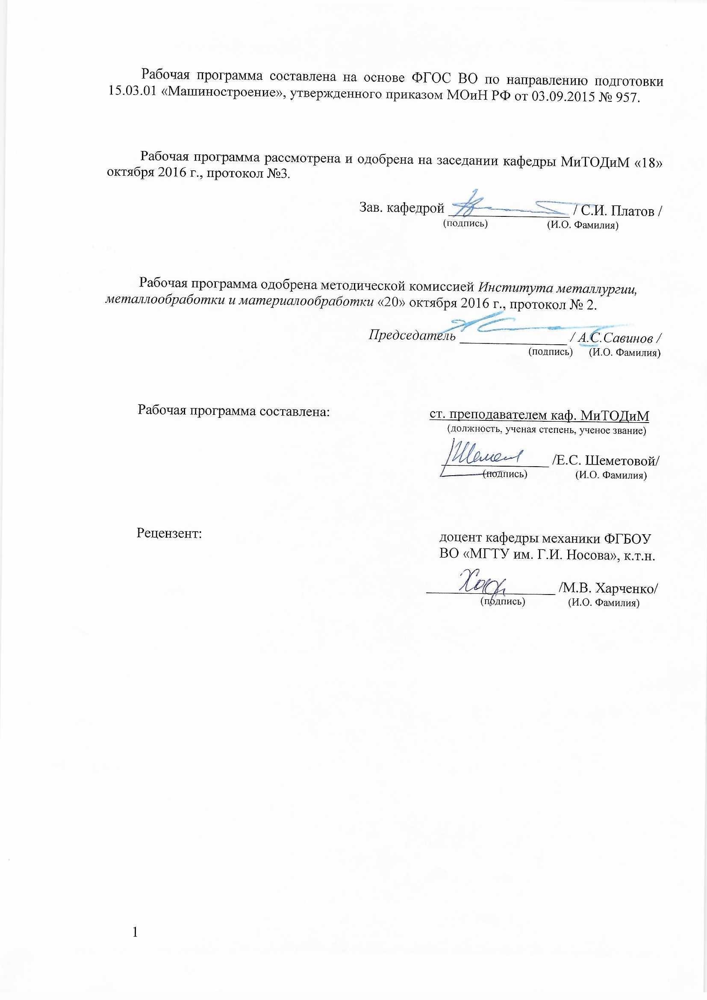 Рабочая программа составлена на основе ФГОС ВО по направлению подготовки
15.03.01 «Машиностроение», утвержденного приказом МОиН РФ от 03.09.2015 № 957.
Рабочая программа рассмотрена и одобрена на заседании кафедры МиТОДиМ «18»
октября 2016 г., протокол №3.
Зав. кафедрой ________________ / С.И. Платов /
(подпись) (И.О. Фамилия)
Рабочая программа одобрена методической комиссией Института металлургии,
металлообработки и материалообработки «20» октября 2016 г., протокол № 2.
Председатель ________________ / А.С.Савинов /
(подпись) (И.О. Фамилия)
Рабочая программа составлена: ст. преподавателем каф. МиТОДиМ
(должность, ученая степень, ученое звание)
________________ /Е.С. Шеметовой/
(подпись) (И.О. Фамилия)
Рецензент: доцент кафедры механики ФГБОУ
ВО «МГТУ им. Г.И. Носова», к.т.н.
________________ /М.В. Харченко/
(подпись) (И.О. Фамилия)
1